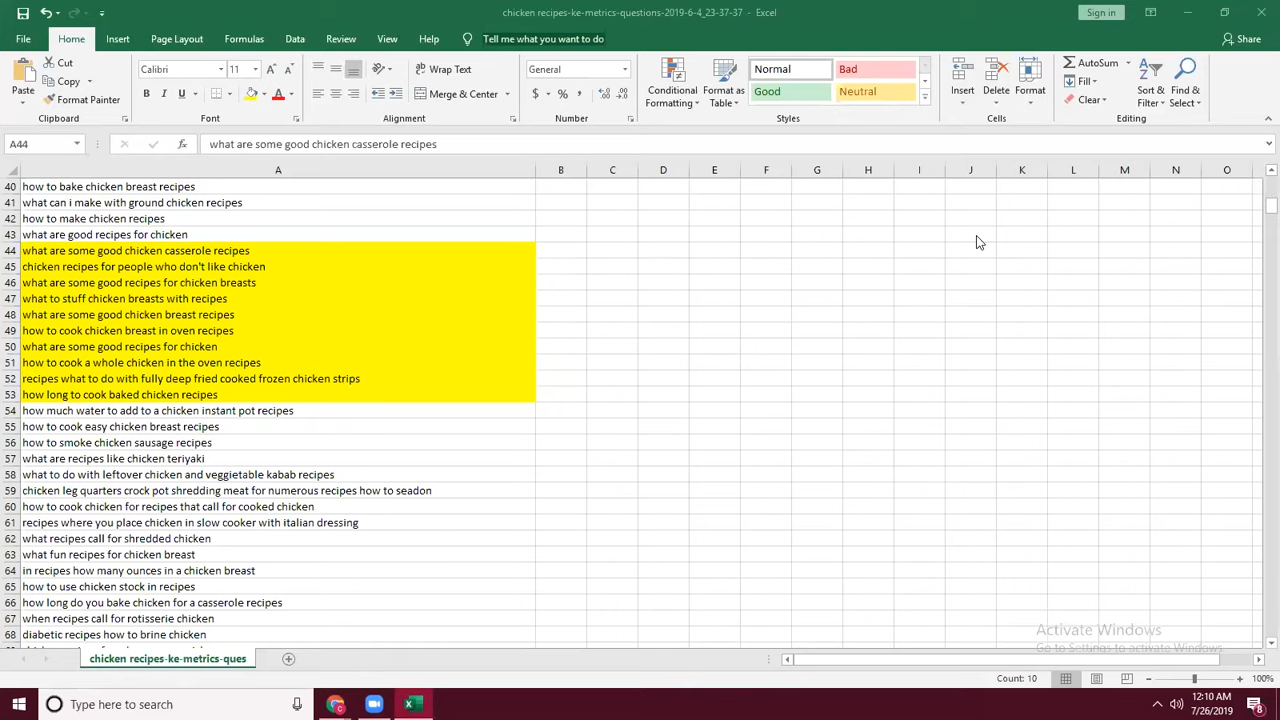 chicken recipes-ke-metrics-questions-2019-6-4_23-37-37 - Excel
Sign in
File Home Insert Page Layout Formulas Data Review View Help Tell me what you want to do Share
Paste
Cut
Copy
Format Painter
Clipboard
Calibri 11
B I U
Font
Wrap Text
Merge & Center
Alignment
General
$ % ,
Number
Conditional Formatting
Format as Table
Normal Bad
Good Neutral
Styles
Insert Delete Format
Cells
AutoSum
Fill
Clear
Sort & Filter
Find & Select
Editing
A44 fx what are some good chicken casserole recipes
A B C D E F G H I J K L M N O
40 how to bake chicken breast recipes
41 what can i make with ground chicken recipes
42 how to make chicken recipes
43 what are good recipes for chicken
44 what are some good chicken casserole recipes
45 chicken recipes for people who don't like chicken
46 what are some good recipes for chicken breasts
47 what to stuff chicken breasts with recipes
48 what are some good chicken breast recipes
49 how to cook chicken breast in oven recipes
50 what are some good recipes for chicken
51 how to cook a whole chicken in the oven recipes
52 recipes what to do with fully deep fried cooked frozen chicken strips
53 how long to cook baked chicken recipes
54 how much water to add to a chicken instant pot recipes
55 how to cook easy chicken breast recipes
56 how to smoke chicken sausage recipes
57 what are recipes like chicken teriyaki
58 what to do with leftover chicken and veggietable kabab recipes
59 chicken leg quarters crock pot shredding meat for numerous recipes how to seadon
60 how to cook chicken for recipes that call for cooked chicken
61 recipes where you place chicken in slow cooker with italian dressing
62 what recipes call for shredded chicken
63 what fun recipes for chicken breast
64 in recipes how many ounces in a chicken breast
65 how to use chicken stock in recipes
66 how long do you bake chicken for a casserole recipes
67 when recipes call for rotisserie chicken
68 diabetic recipes how to brine chicken
Activate Windows
Go to Settings to activate Windows.
chicken recipes-ke-metrics-ques
Count: 10
100%
Type here to search
12:10 AM
7/26/2019
8